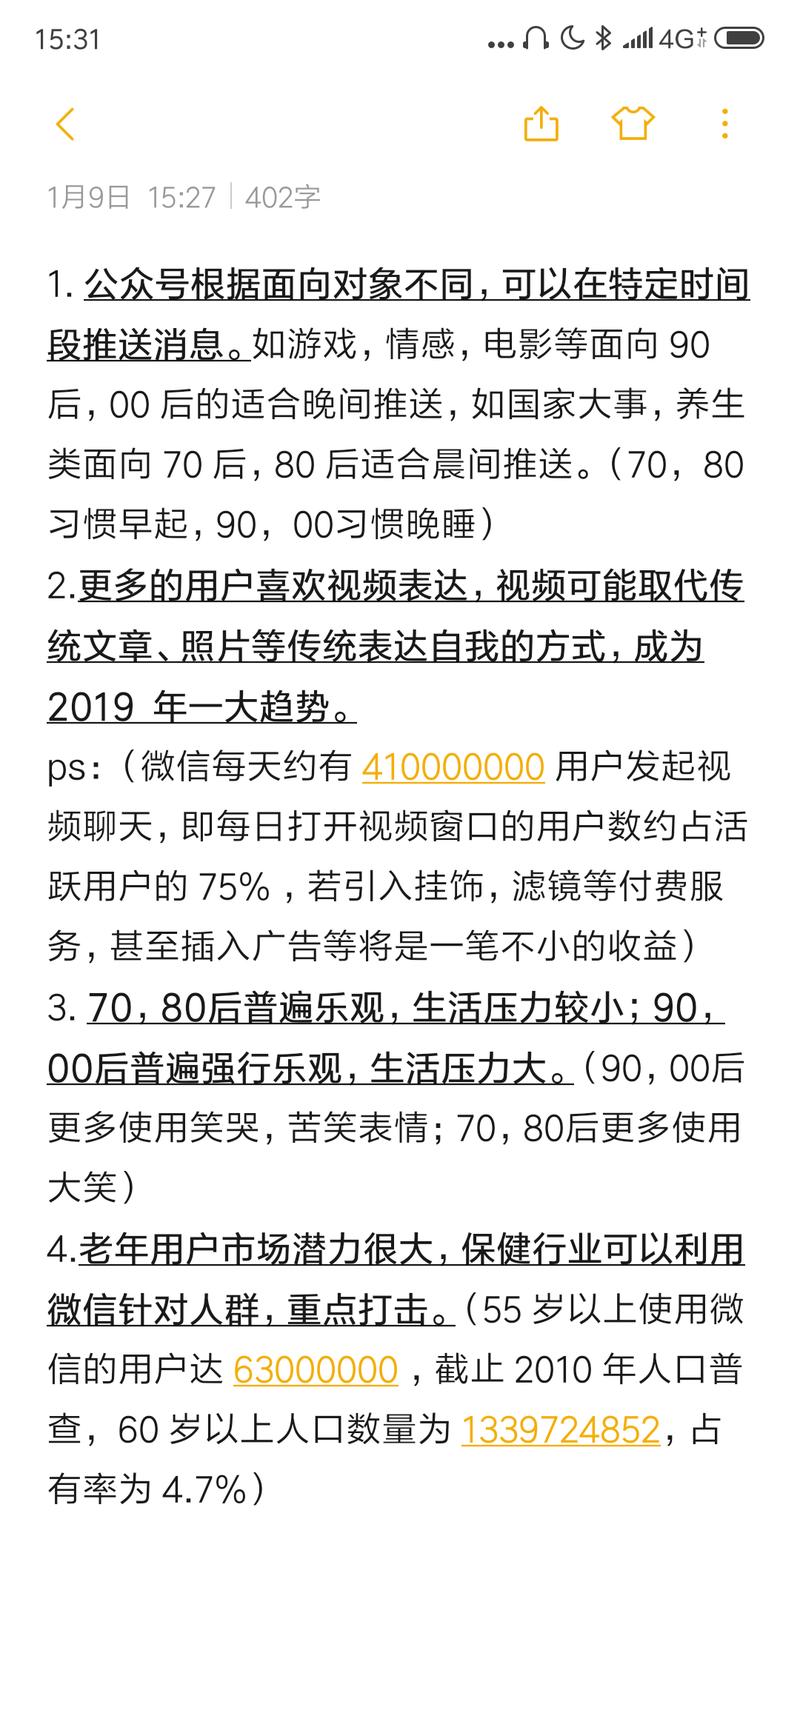 15:31
... 4G+
1月9日 15:27 | 402字
1. 公众号根据面向对象不同，可以在特定时间
段推送消息。如游戏，情感，电影等面向 90
后，00 后的适合晚间推送，如国家大事，养生
类面向 70 后，80 后适合晨间推送。（70，80
习惯早起，90，00习惯晚睡）
2.更多的用户喜欢视频表达，视频可能取代传
统文章、照片等传统表达自我的方式，成为
2019 年一大趋势。
ps:（微信每天约有 410000000 用户发起视
频聊天，即每日打开视频窗口的用户数约占活
跃用户的 75% ，若引入挂饰，滤镜等付费服
务，甚至插入广告等将是一笔不小的收益）
3. 70，80后普遍乐观，生活压力较小；90，
00后普遍强行乐观，生活压力大。（90，00后
更多使用笑哭，苦笑表情；70，80后更多使用
大笑）
4.老年用户市场潜力很大，保健行业可以利用
微信针对人群，重点打击。（55 岁以上使用微
信的用户达 63000000 ，截止 2010 年人口普
查，60 岁以上人口数量为 1339724852，占
有率为 4.7%）